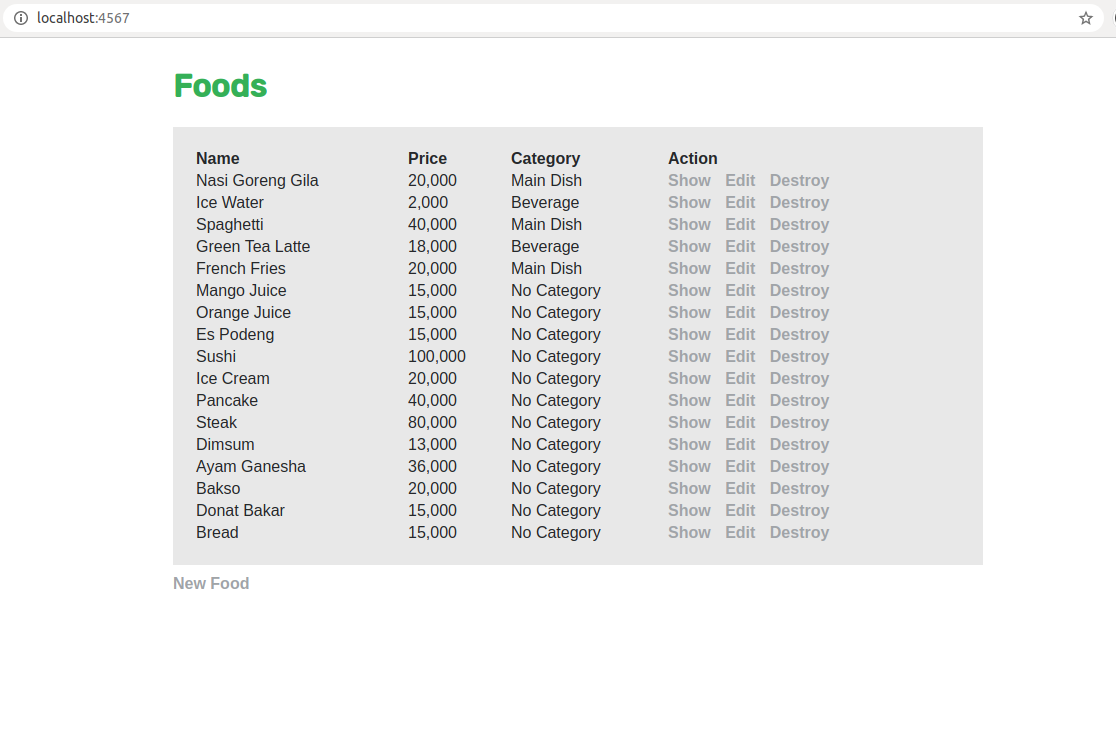 localhost:4567
Foods
Name Price Category Action
Nasi Goreng Gila 20,000 Main Dish Show Edit Destroy
Ice Water 2,000 Beverage Show Edit Destroy
Spaghetti 40,000 Main Dish Show Edit Destroy
Green Tea Latte 18,000 Beverage Show Edit Destroy
French Fries 20,000 Main Dish Show Edit Destroy
Mango Juice 15,000 No Category Show Edit Destroy
Orange Juice 15,000 No Category Show Edit Destroy
Es Podeng 15,000 No Category Show Edit Destroy
Sushi 100,000 No Category Show Edit Destroy
Ice Cream 20,000 No Category Show Edit Destroy
Pancake 40,000 No Category Show Edit Destroy
Steak 80,000 No Category Show Edit Destroy
Dimsum 13,000 No Category Show Edit Destroy
Ayam Ganesha 36,000 No Category Show Edit Destroy
Bakso 20,000 No Category Show Edit Destroy
Donat Bakar 15,000 No Category Show Edit Destroy
Bread 15,000 No Category Show Edit Destroy
New Food